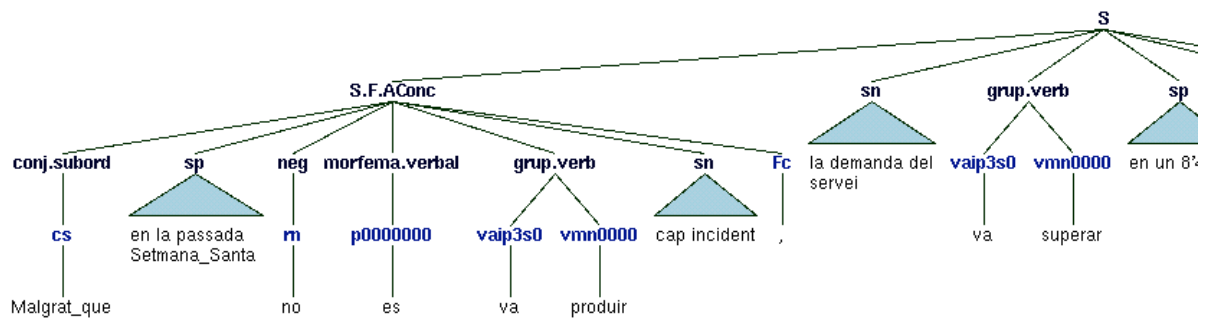 S
S.F.AConc sn grup.verb sp
conj.subord sp neg morfema.verbal grup.verb sn Fc la demanda del servei vaip3s0 vmn0000 en un 8'
cs en la passada Setmana_Santa rn p0000000 vaip3s0 vmn0000 cap incident , va superar
Malgrat_que no es va produir